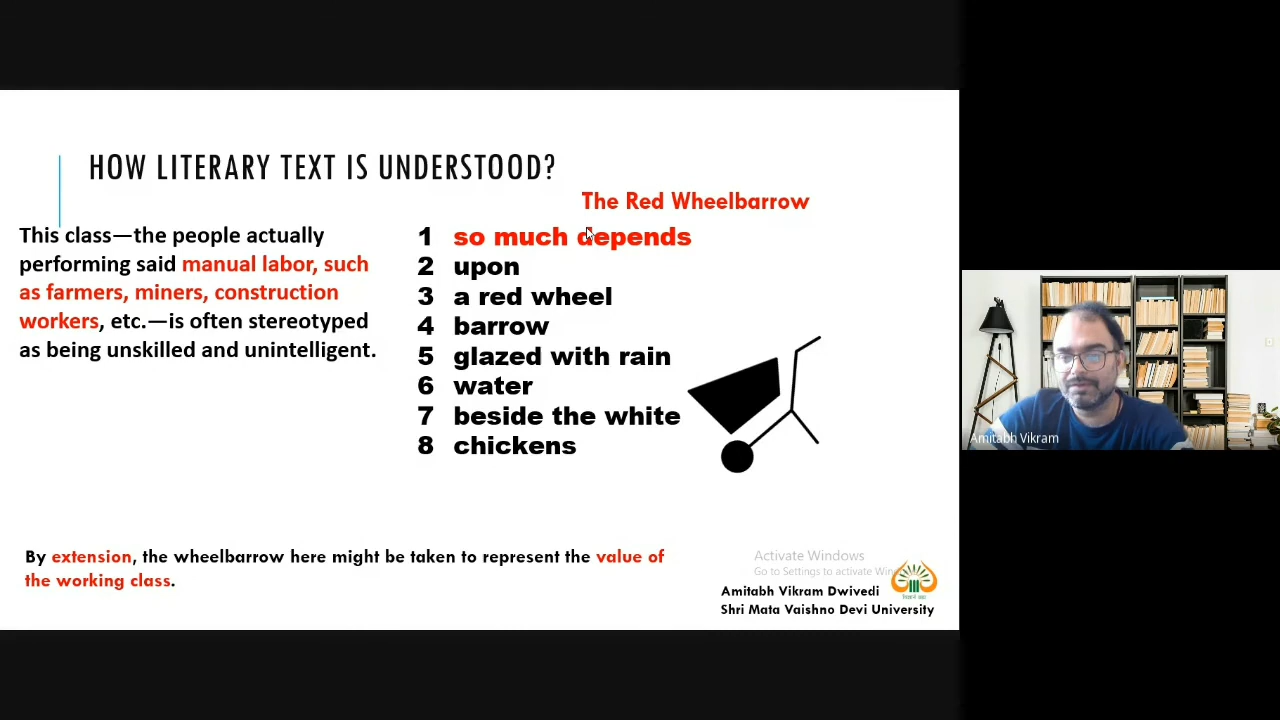 HOW LITERARY TEXT IS UNDERSTOOD?
The Red Wheelbarrow
This class—the people actually
performing said manual labor, such
as farmers, miners, construction
workers, etc.—is often stereotyped
as being unskilled and unintelligent.
1 so much depends
2 upon
3 a red wheel
4 barrow
5 glazed with rain
6 water
7 beside the white
8 chickens
By extension, the wheelbarrow here might be taken to represent the value of
the working class.
Activate Windows
Go to Settings to activate Win
Amitabh Vikram Dwivedi
Shri Mata Vaishno Devi University
Amitabh Vikram